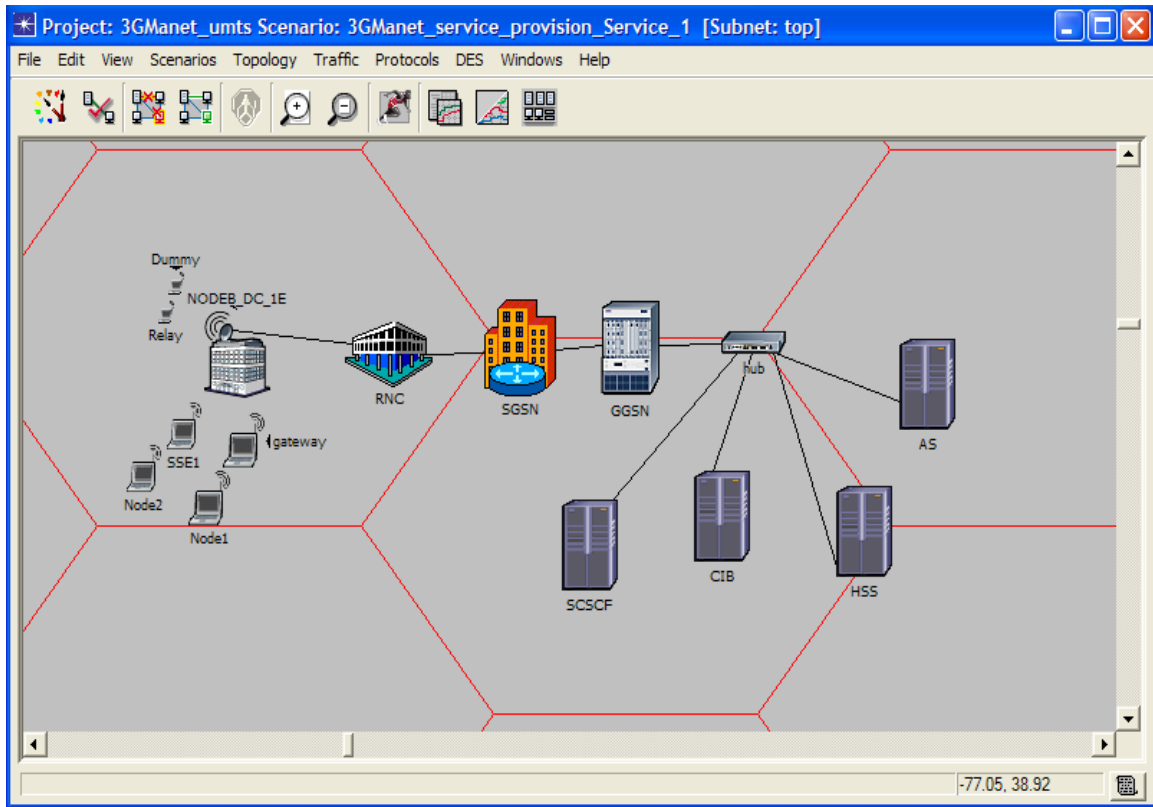 Project: 3GManet_umts Scenario: 3GManet_service_provision_Service_1 [Subnet: top]
File Edit View Scenarios Topology Traffic Protocols DES Windows Help
Dummy
NODEB_DC_1E
Relay
RNC
SGSN
GGSN
hub
AS
gateway
SSE1
Node2
Node1
SCSCF
CIB
HSS
-77.05, 38.92